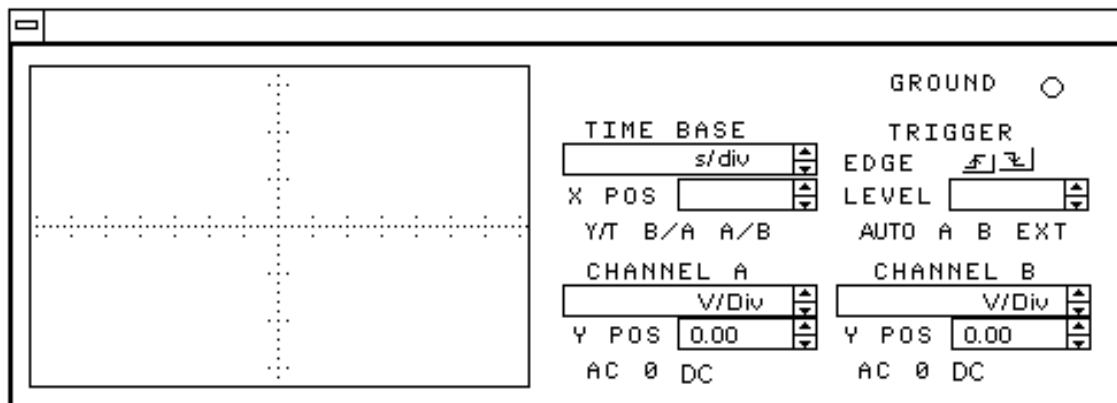 GROUND
TIME BASE
TRIGGER
s/div
EDGE
X POS
LEVEL
Y/T B/A A/B
AUTO A B EXT
CHANNEL A
CHANNEL B
V/Div
V/Div
Y POS 0.00
Y POS 0.00
AC 0 DC
AC 0 DC